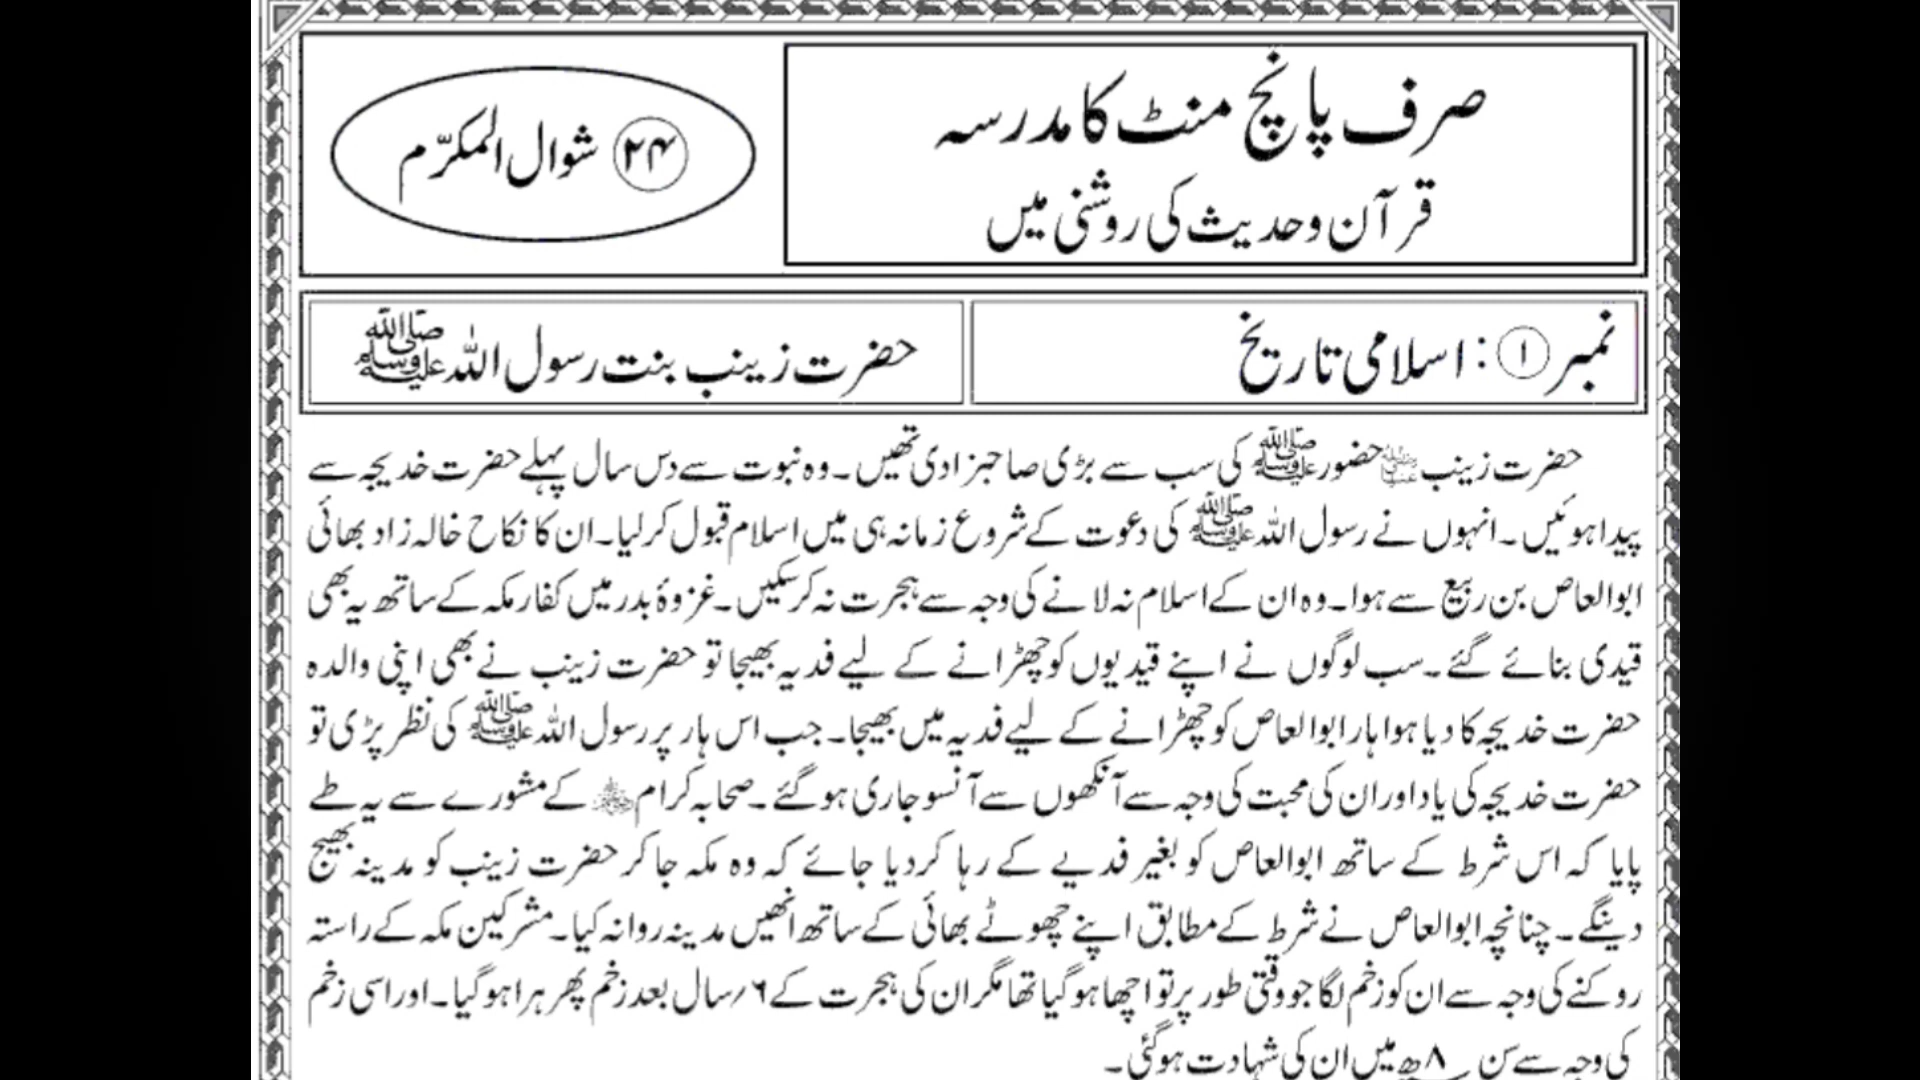 صرف پانچ منٹ کا مدرسہ
قرآن و حدیث کی روشنی میں
۲۴ شوال المکرّم
نمبر ۱ : اسلامی تاریخ
حضرت زینب بنت رسول اللہ ﷺ
حضرت زینب حضور ﷺ کی سب سے بڑی صاحبزادی تھیں۔ وہ نبوت سے دس سال پہلے حضرت خدیجہ سے
پیدا ہوئیں۔ انہوں نے رسول اللہ ﷺ کی دعوت کے شروع زمانہ ہی میں اسلام قبول کرلیا۔ ان کا نکاح خالہ زاد بھائی
ابوالعاص بن ربیع سے ہوا۔ وہ ان کے اسلام نہ لانے کی وجہ سے ہجرت نہ کرسکیں۔ غزوۂ بدر میں کفار مکہ کے ساتھ یہ بھی
قیدی بنائے گئے۔ سب لوگوں نے اپنے قیدیوں کو چھڑانے کے لیے فدیہ بھیجا تو حضرت زینب نے بھی اپنی والدہ
حضرت خدیجہ کا دیا ہوا ہار ابوالعاص کو چھڑانے کے لیے فدیہ میں بھیجا۔ جب اس ہار پر رسول اللہ ﷺ کی نظر پڑی تو
حضرت خدیجہ کی یاد اور ان کی محبت کی وجہ سے آنکھوں سے آنسو جاری ہوگئے۔ صحابہ کرام کے مشورے سے یہ طے
پایا کہ اس شرط کے ساتھ ابوالعاص کو بغیر فدیے کے رہا کردیا جائے کہ وہ مکہ جا کر حضرت زینب کو مدینہ بھیج
دینگے۔ چنانچہ ابوالعاص نے شرط کے مطابق اپنے چھوٹے بھائی کے ساتھ انھیں مدینہ روانہ کیا۔ مشرکین مکہ کے راستہ
روکنے کی وجہ سے ان کو زخم لگا جو وقتی طور پر تو اچھا ہوگیا تھا مگر ان کی ہجرت کے ۶/سال بعد زخم پھر ہرا ہوگیا۔ اور اسی زخم
کی وجہ سے سن ۸ھ میں ان کی شہادت ہوگئی۔